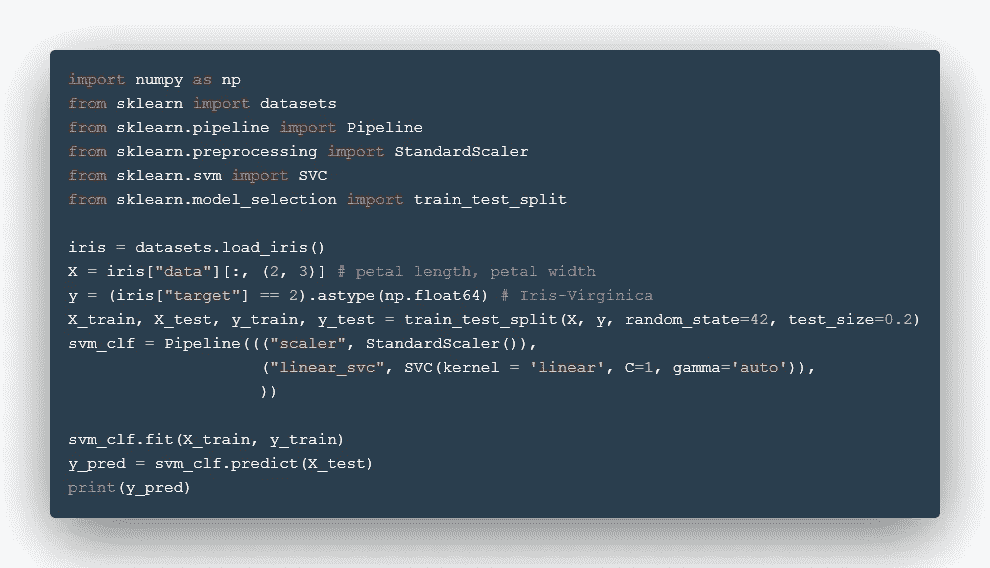 import numpy as np
from sklearn import datasets
from sklearn.pipeline import Pipeline
from sklearn.preprocessing import StandardScaler
from sklearn.svm import SVC
from sklearn.model_selection import train_test_split
iris = datasets.load_iris()
X = iris["data"][:, (2, 3)] # petal length, petal width
y = (iris["target"] == 2).astype(np.float64) # Iris-Virginica
X_train, X_test, y_train, y_test = train_test_split(X, y, random_state=42, test_size=0.2)
svm_clf = Pipeline((("scaler", StandardScaler()),
("linear_svc", SVC(kernel = 'linear', C=1, gamma='auto')),
))
svm_clf.fit(X_train, y_train)
y_pred = svm_clf.predict(X_test)
print(y_pred)